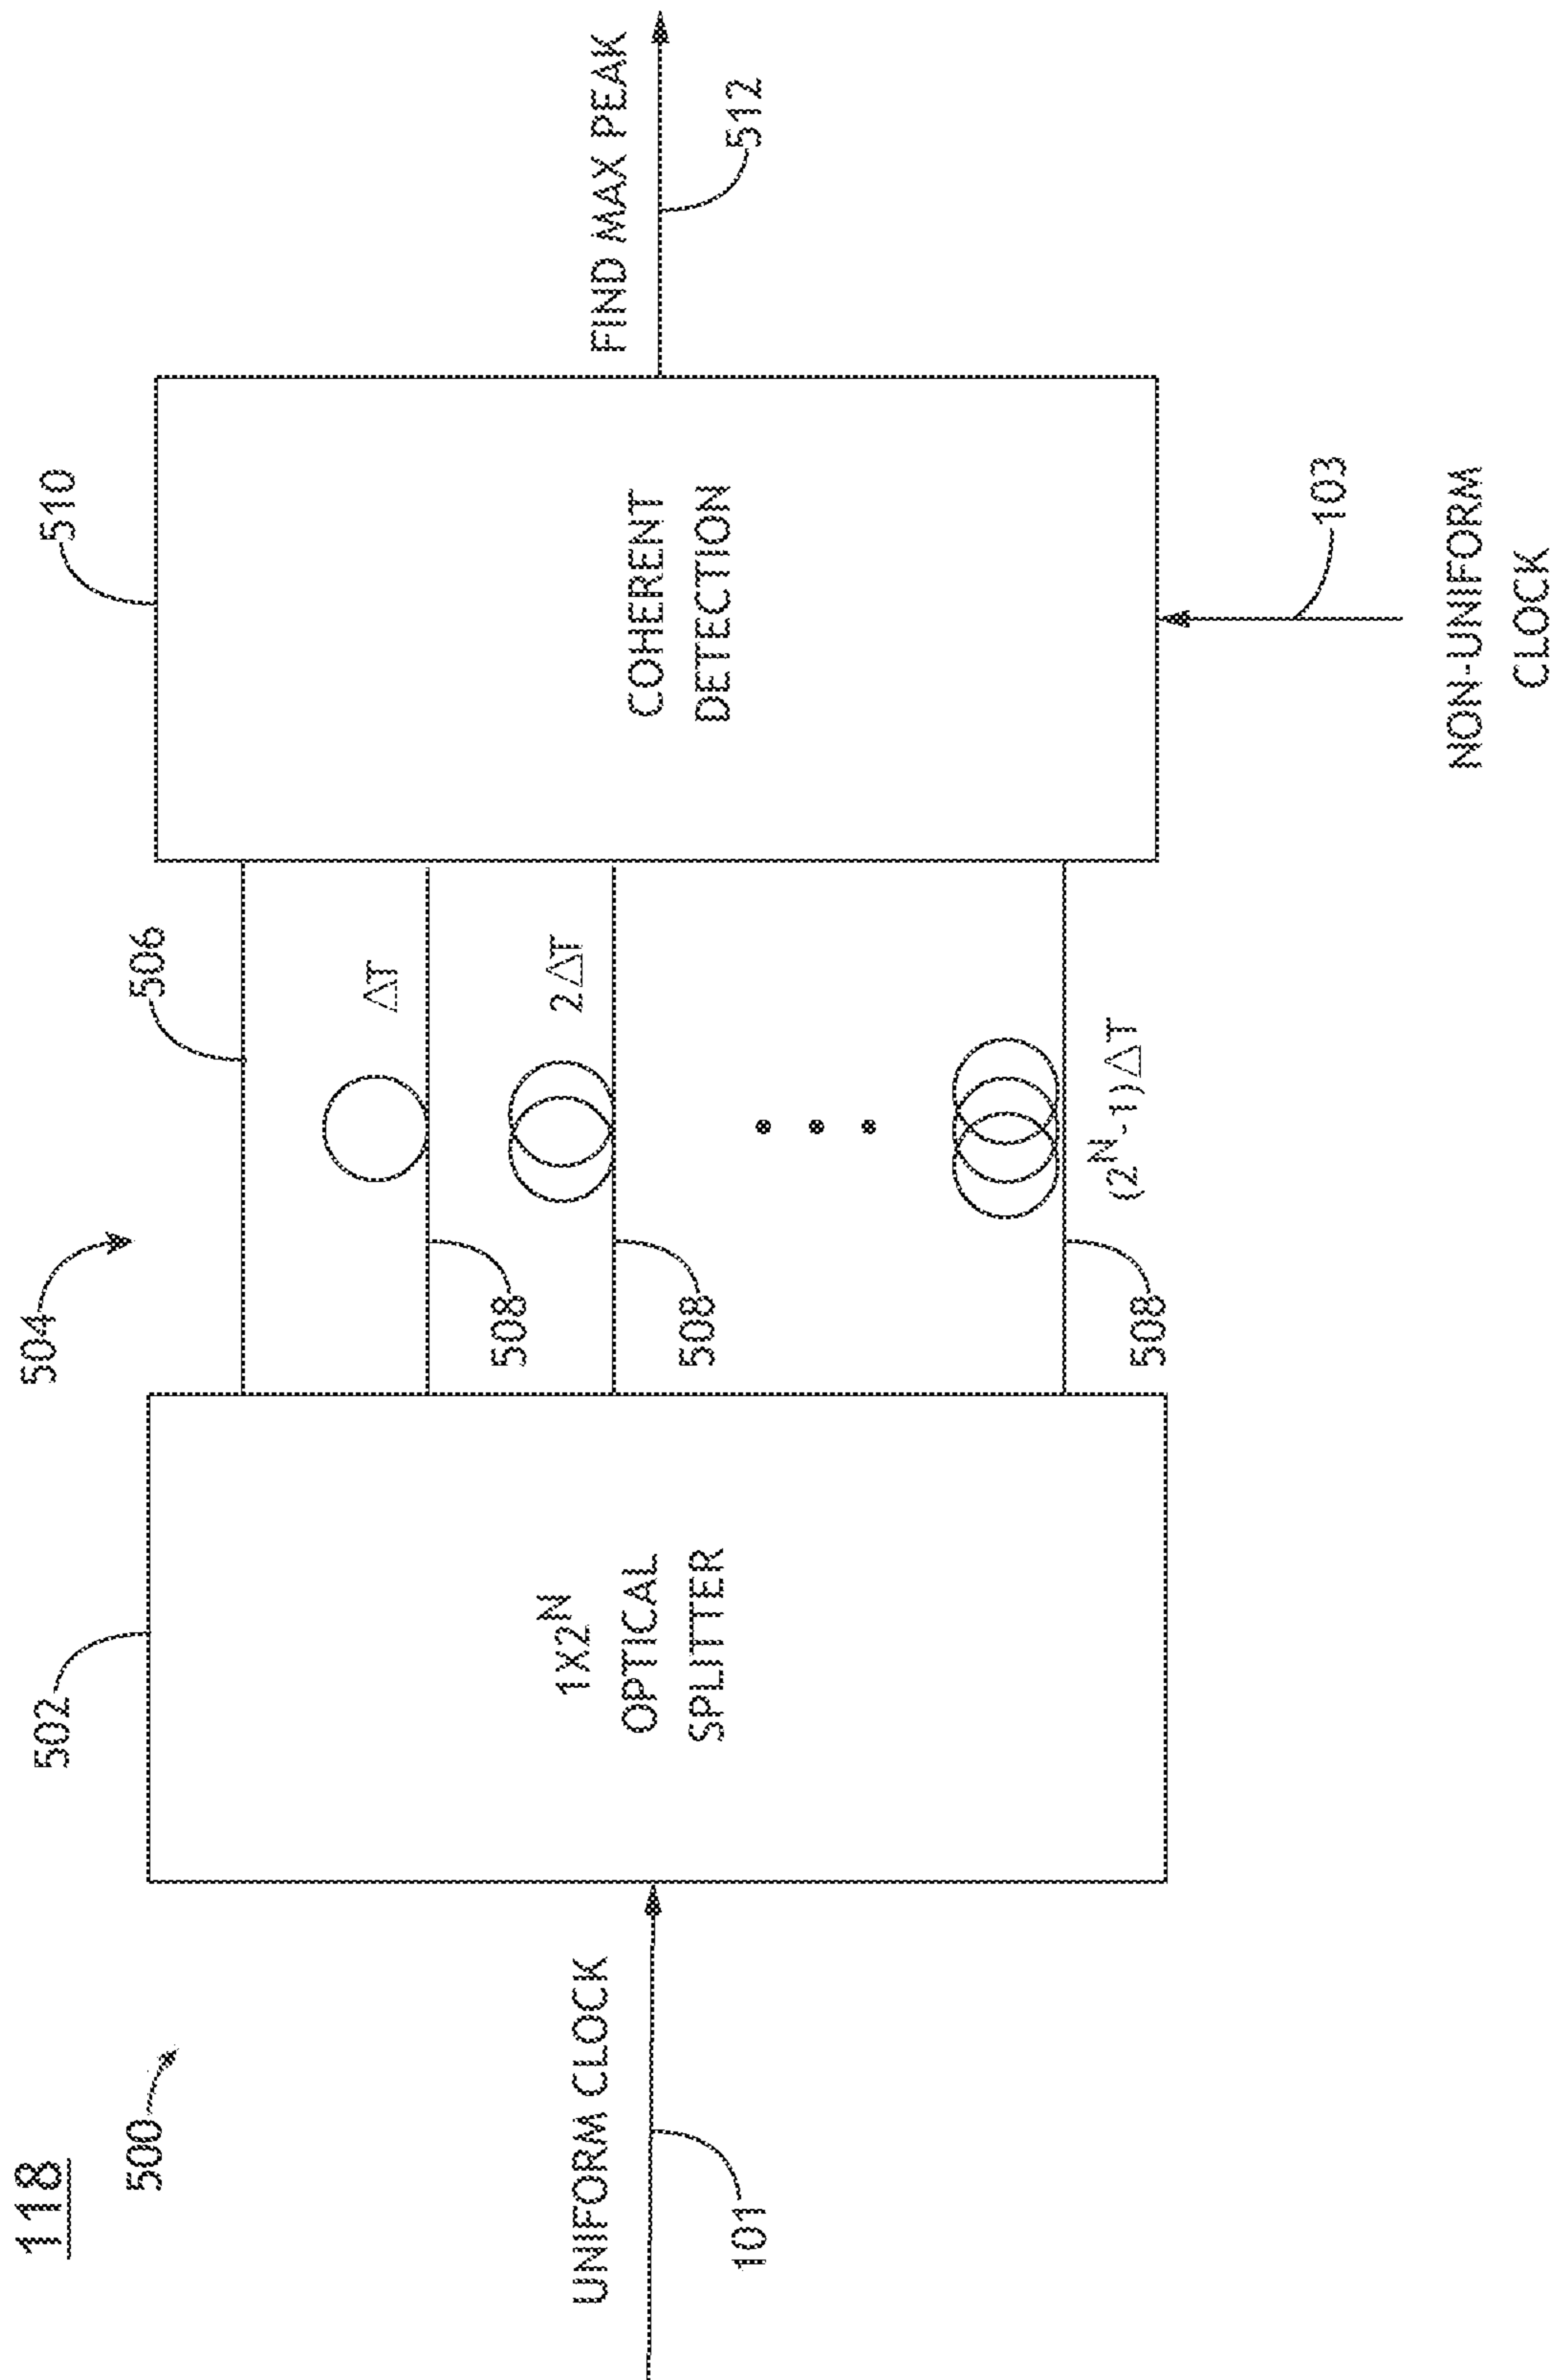 118
500
UNIFORM CLOCK
101
502
1X2^N
OPTICAL
SPLITTER
504
506
ΔT
508
2ΔT
508
(2^N-1)ΔT
508
510
COHERENT
DETECTION
103
NON-UNIFORM
CLOCK
FIND MAX PEAK
512